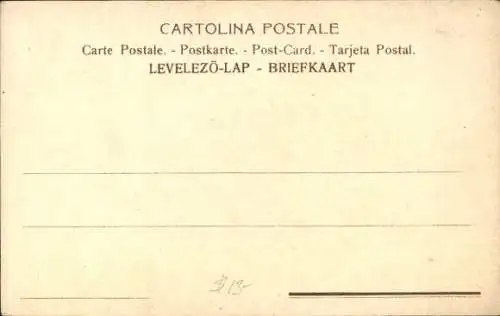 CARTOLINA POSTALE
Carte Postale. - Postkarte. - Post-Card. - Tarjeta Postal.
LEVELEZŐ-LAP - BRIEFKAART